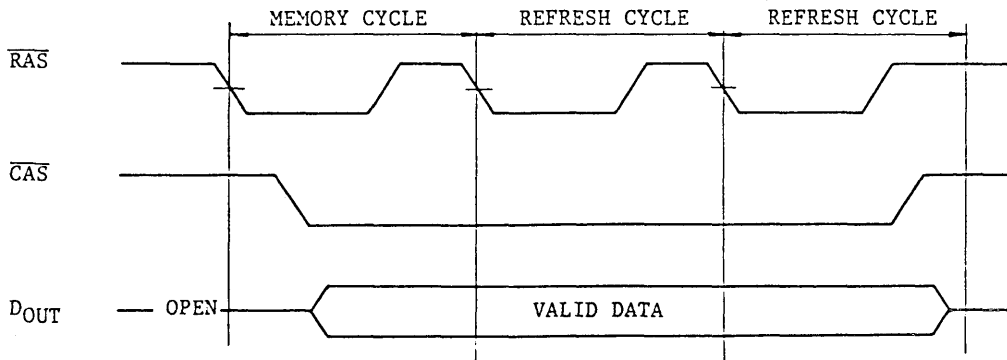 MEMORY CYCLE REFRESH CYCLE REFRESH CYCLE
RAS
CAS
DOUT OPEN VALID DATA